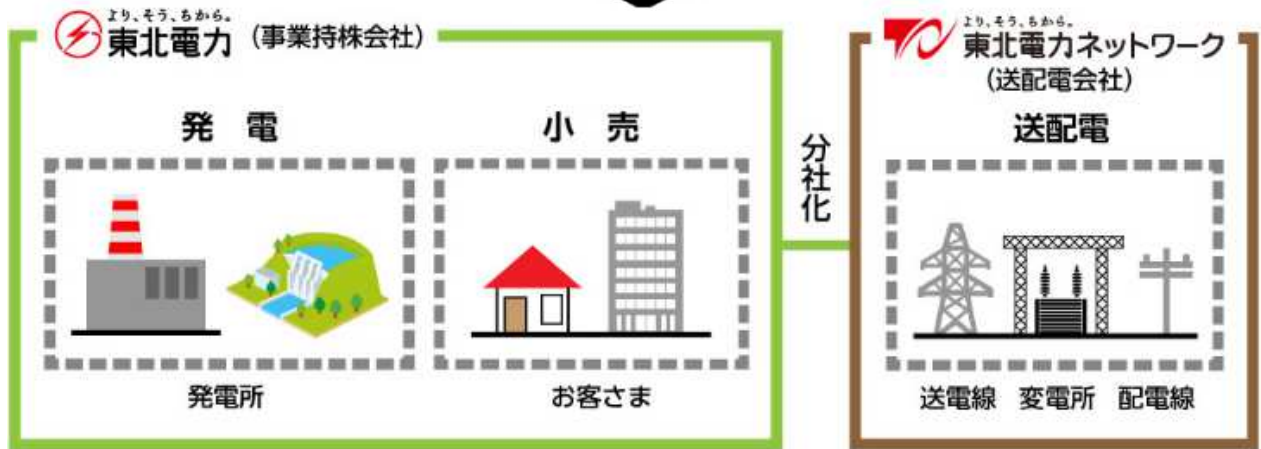 より、そう、ちから。
東北電力 (事業持株会社)
発電
小売
発電所
お客さま
分社化
より、そう、ちから。
東北電力ネットワーク
(送配電会社)
送配電
送電線 変電所 配電線